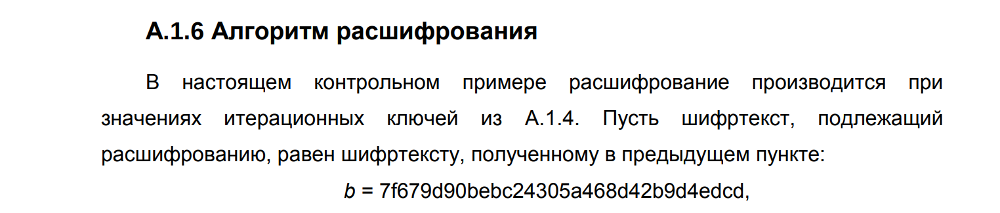 А.1.6 Алгоритм расшифрования
В настоящем контрольном примере расшифрование производится при
значениях итерационных ключей из А.1.4. Пусть шифртекст, подлежащий
расшифрованию, равен шифртексту, полученному в предыдущем пункте:
b = 7f679d90bebc24305a468d42b9d4edcd,